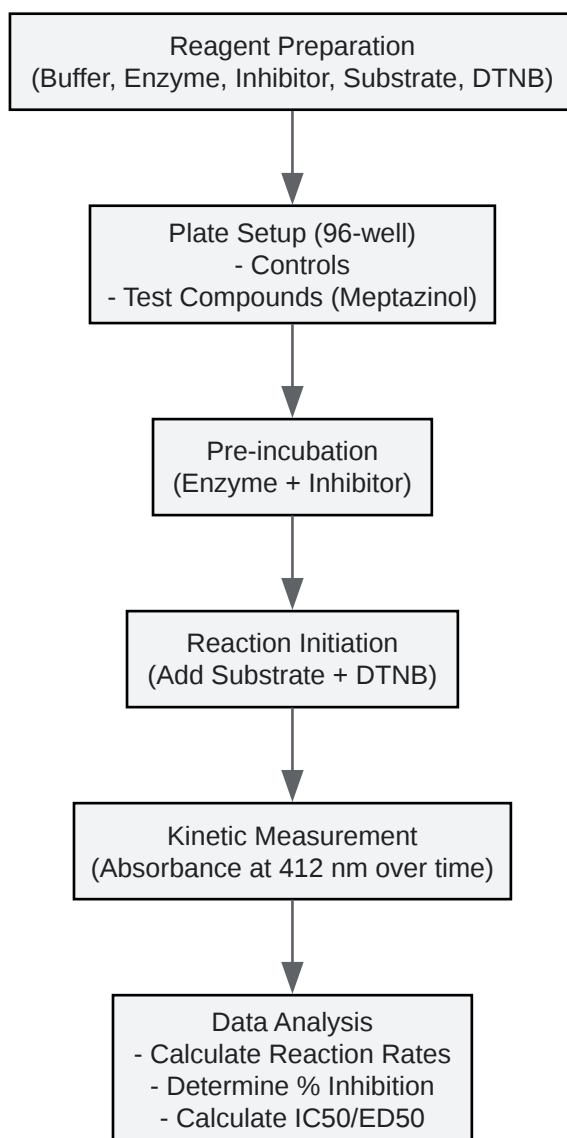 Reagent Preparation
(Buffer, Enzyme, Inhibitor, Substrate, DTNB)
Plate Setup (96-well)
- Controls
- Test Compounds (Meptazinol)
Pre-incubation
(Enzyme + Inhibitor)
Reaction Initiation
(Add Substrate + DTNB)
Kinetic Measurement
(Absorbance at 412 nm over time)
Data Analysis
- Calculate Reaction Rates
- Determine % Inhibition
- Calculate IC50/ED50